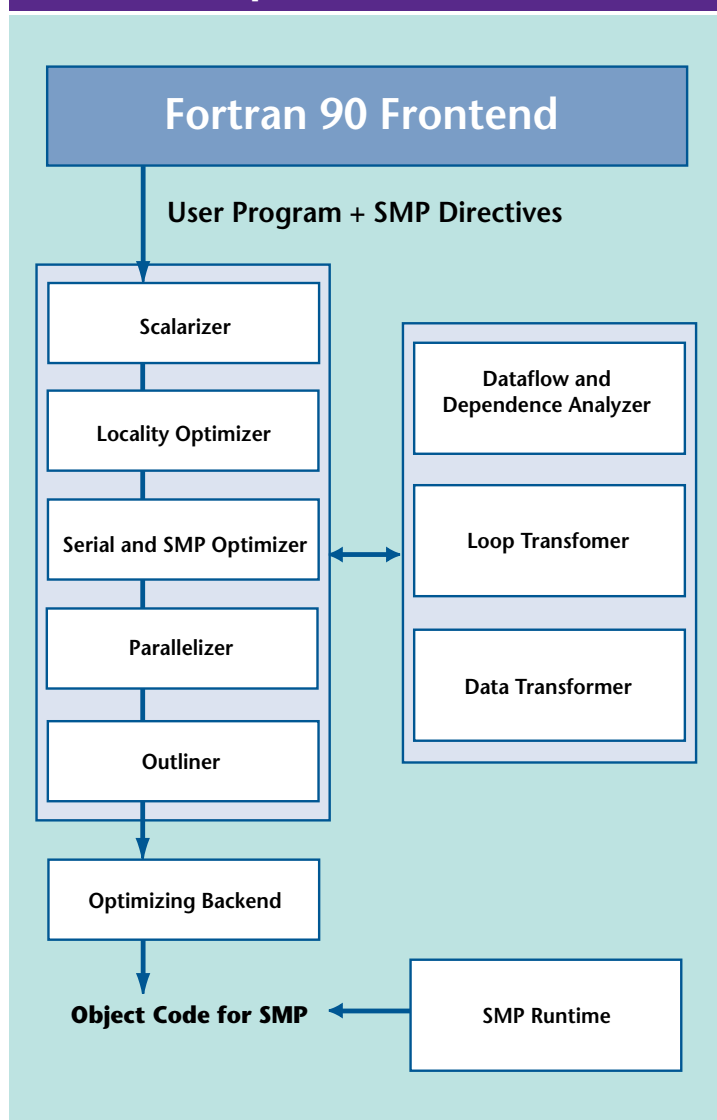 Fortran 90 Frontend
User Program + SMP Directives
Scalarizer
Locality Optimizer
Serial and SMP Optimizer
Parallelizer
Outliner
Dataflow and
Dependence Analyzer
Loop Transfomer
Data Transformer
Optimizing Backend
Object Code for SMP
SMP Runtime